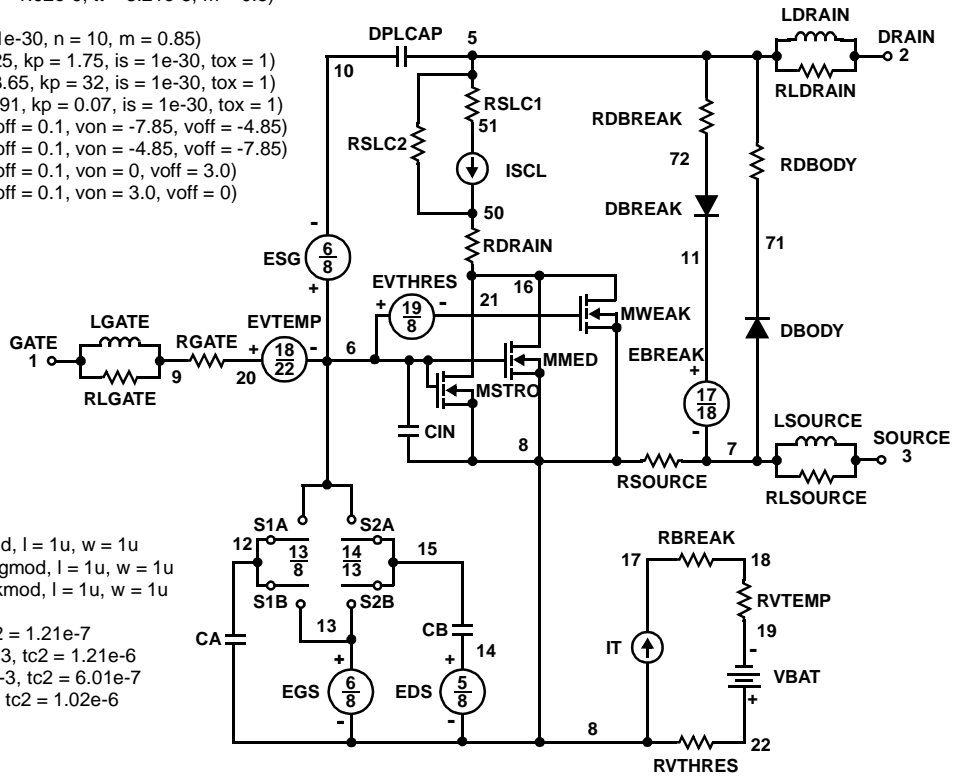 1e-30, n = 10, m = 0.85)
25, kp = 1.75, is = 1e-30, tox = 1)
3.65, kp = 32, is = 1e-30, tox = 1)
91, kp = 0.07, is = 1e-30, tox = 1)
off = 0.1, von = -7.85, voff = -4.85)
off = 0.1, von = -4.85, voff = -7.85)
off = 0.1, von = 0, voff = 3.0)
off = 0.1, von = 3.0, voff = 0)
LDRAIN
DPLCAP
5
DRAIN
2
10
RLDRAIN
RSLC1
51
RSLC2
ISCL
50
RDRAIN
RDBREAK
72
RDBODY
DBREAK
71
11
ESG
-
6
8
+
EVTHRES
+
19
8
-
21
16
MWEAK
DBODY
LGATE
GATE
1
RGATE
EVTEMP
+
18
22
-
6
9
20
RLGATE
MMED
MSTRO
EBREAK
+
17
18
-
CIN
8
7
LSOURCE
SOURCE
3
RSOURCE
RLSOURCE
S1A
S2A
12
13
8
14
13
15
S1B
S2B
13
CA
CB
14
+
EGS
6
8
-
+
EDS
5
8
-
8
RBREAK
17
18
RVTEMP
19
IT
-
VBAT
+
22
RVTHRES
d, l = 1u, w = 1u
gmod, l = 1u, w = 1u
kmod, l = 1u, w = 1u
2 = 1.21e-7
3, tc2 = 1.21e-6
-3, tc2 = 6.01e-7
, tc2 = 1.02e-6